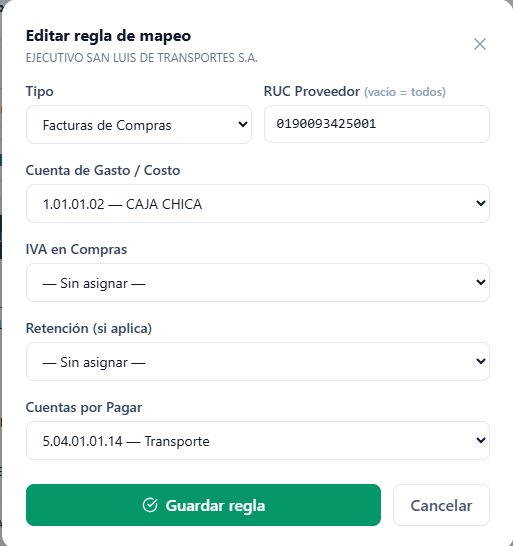 Editar regla de mapeo
EJECUTIVO SAN LUIS DE TRANSPORTES S.A.
Tipo
Facturas de Compras
RUC Proveedor (vacío = todos)
0190093425001
Cuenta de Gasto / Costo
1.01.01.02 — CAJA CHICA
IVA en Compras
— Sin asignar —
Retención (si aplica)
— Sin asignar —
Cuentas por Pagar
5.04.01.01.14 — Transporte
Guardar regla
Cancelar